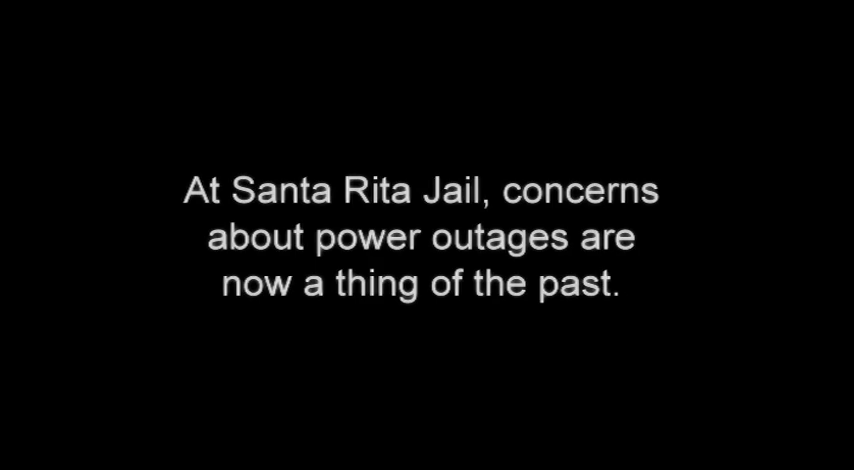 At Santa Rita Jail, concerns
about power outages are
now a thing of the past.